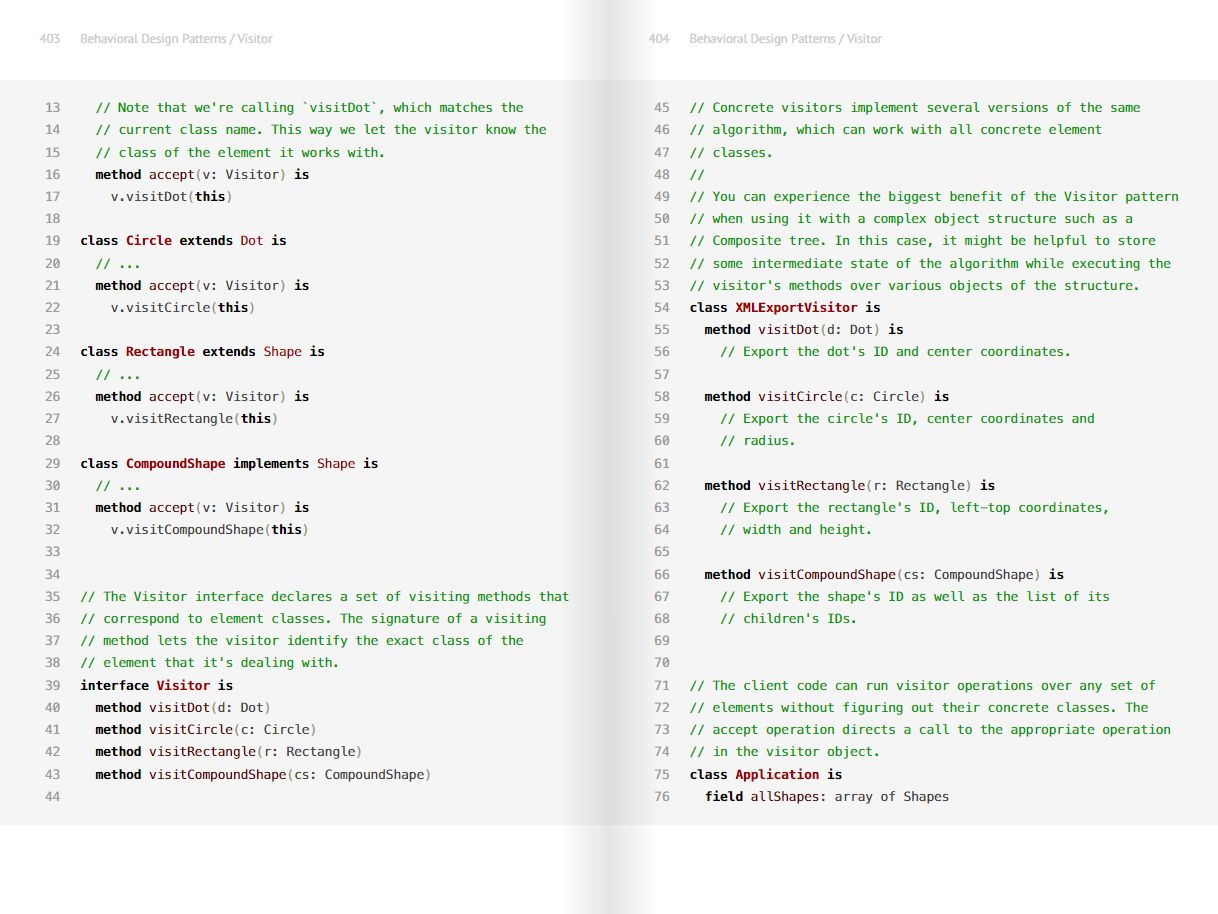 403 Behavioral Design Patterns / Visitor
13 // Note that we're calling `visitDot`, which matches the
14 // current class name. This way we let the visitor know the
15 // class of the element it works with.
16 method accept(v: Visitor) is
17 v.visitDot(this)
18
19 class Circle extends Dot is
20 // ...
21 method accept(v: Visitor) is
22 v.visitCircle(this)
23
24 class Rectangle extends Shape is
25 // ...
26 method accept(v: Visitor) is
27 v.visitRectangle(this)
28
29 class CompoundShape implements Shape is
30 // ...
31 method accept(v: Visitor) is
32 v.visitCompoundShape(this)
33
34
35 // The Visitor interface declares a set of visiting methods that
36 // correspond to element classes. The signature of a visiting
37 // method lets the visitor identify the exact class of the
38 // element that it's dealing with.
39 interface Visitor is
40 method visitDot(d: Dot)
41 method visitCircle(c: Circle)
42 method visitRectangle(r: Rectangle)
43 method visitCompoundShape(cs: CompoundShape)
44
404 Behavioral Design Patterns / Visitor
45 // Concrete visitors implement several versions of the same
46 // algorithm, which can work with all concrete element
47 // classes.
48 //
49 // You can experience the biggest benefit of the Visitor pattern
50 // when using it with a complex object structure such as a
51 // Composite tree. In this case, it might be helpful to store
52 // some intermediate state of the algorithm while executing the
53 // visitor's methods over various objects of the structure.
54 class XMLExportVisitor is
55 method visitDot(d: Dot) is
56 // Export the dot's ID and center coordinates.
57
58 method visitCircle(c: Circle) is
59 // Export the circle's ID, center coordinates and
60 // radius.
61
62 method visitRectangle(r: Rectangle) is
63 // Export the rectangle's ID, left-top coordinates,
64 // width and height.
65
66 method visitCompoundShape(cs: CompoundShape) is
67 // Export the shape's ID as well as the list of its
68 // children's IDs.
69
70
71 // The client code can run visitor operations over any set of
72 // elements without figuring out their concrete classes. The
73 // accept operation directs a call to the appropriate operation
74 // in the visitor object.
75 class Application is
76 field allShapes: array of Shapes